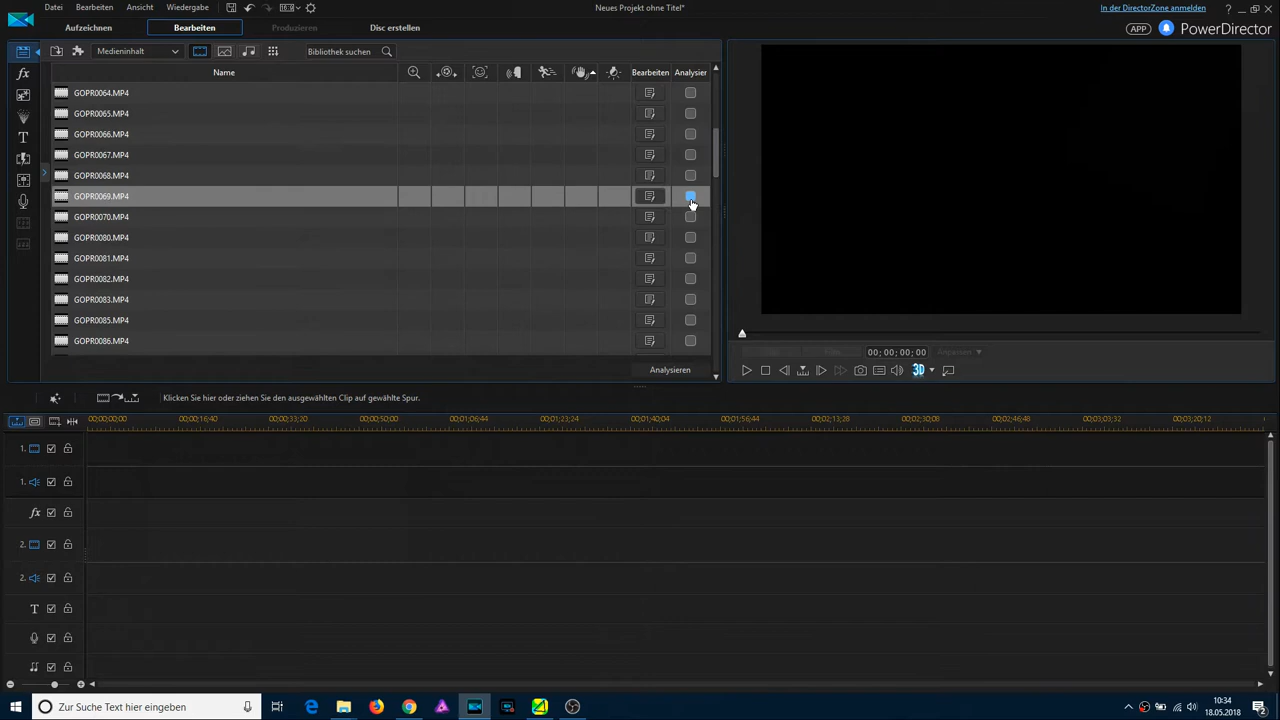 Datei Bearbeiten Ansicht Wiedergabe
Neues Projekt ohne Titel*
In der DirectorZone anmelden
Aufzeichnen Bearbeiten Produzieren Disc erstellen
APP PowerDirector
Medieninhalt Bibliothek suchen
Name Bearbeiten Analysier
GOPR0064.MP4
GOPR0065.MP4
GOPR0066.MP4
GOPR0067.MP4
GOPR0068.MP4
GOPR0069.MP4
GOPR0070.MP4
GOPR0080.MP4
GOPR0081.MP4
GOPR0082.MP4
GOPR0083.MP4
GOPR0085.MP4
GOPR0086.MP4
Analysieren
00; 00; 00; 00 Anpassen
3D
Klicken Sie hier oder ziehen Sie den ausgewählten Clip auf gewählte Spur.
00;00;00;00 00;00;16;40 00;00;33;20 00;00;50;00 00;01;06;44 00;01;23;24 00;01;40;04 00;01;56;44 00;02;13;28 00;02;30;08 00;02;46;48 00;03;03;32 00;03;20;12
1.
1.
fx
2.
2.
T
Zur Suche Text hier eingeben
10:34
18.05.2018
2